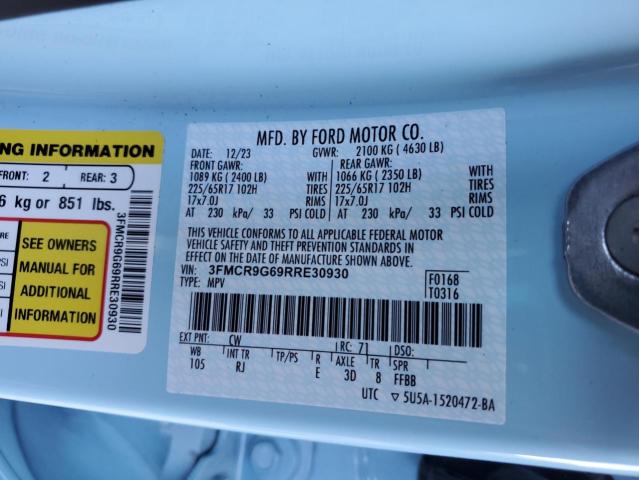 NG INFORMATION
FRONT: 2 REAR: 3
6 kg or 851 lbs.
SEE OWNERS
MANUAL FOR
ADDITIONAL
INFORMATION
3FMCR9G69RRE30930
MFD. BY FORD MOTOR CO.
DATE: 12/23 GVWR: 2100 KG ( 4630 LB)
FRONT GAWR: REAR GAWR:
1089 KG ( 2400 LB) WITH 1066 KG ( 2350 LB) WITH
225/65R17 102H TIRES 225/65R17 102H TIRES
17x7.0J RIMS 17x7.0J RIMS
AT 230 kPa/ 33 PSI COLD AT 230 kPa/ 33 PSI COLD
THIS VEHICLE CONFORMS TO ALL APPLICABLE FEDERAL MOTOR
VEHICLE SAFETY AND THEFT PREVENTION STANDARDS IN
EFFECT ON THE DATE OF MANUFACTURE SHOWN ABOVE.
VIN: 3FMCR9G69RRE30930
TYPE: MPV
F0168
T0316
EXT PNT: CW RC: 71 DSO:
WB INT TR TP/PS R AXLE TR SPR
105 RJ E 3D 8 FFBB
UTC ▽ 5U5A-1520472-BA